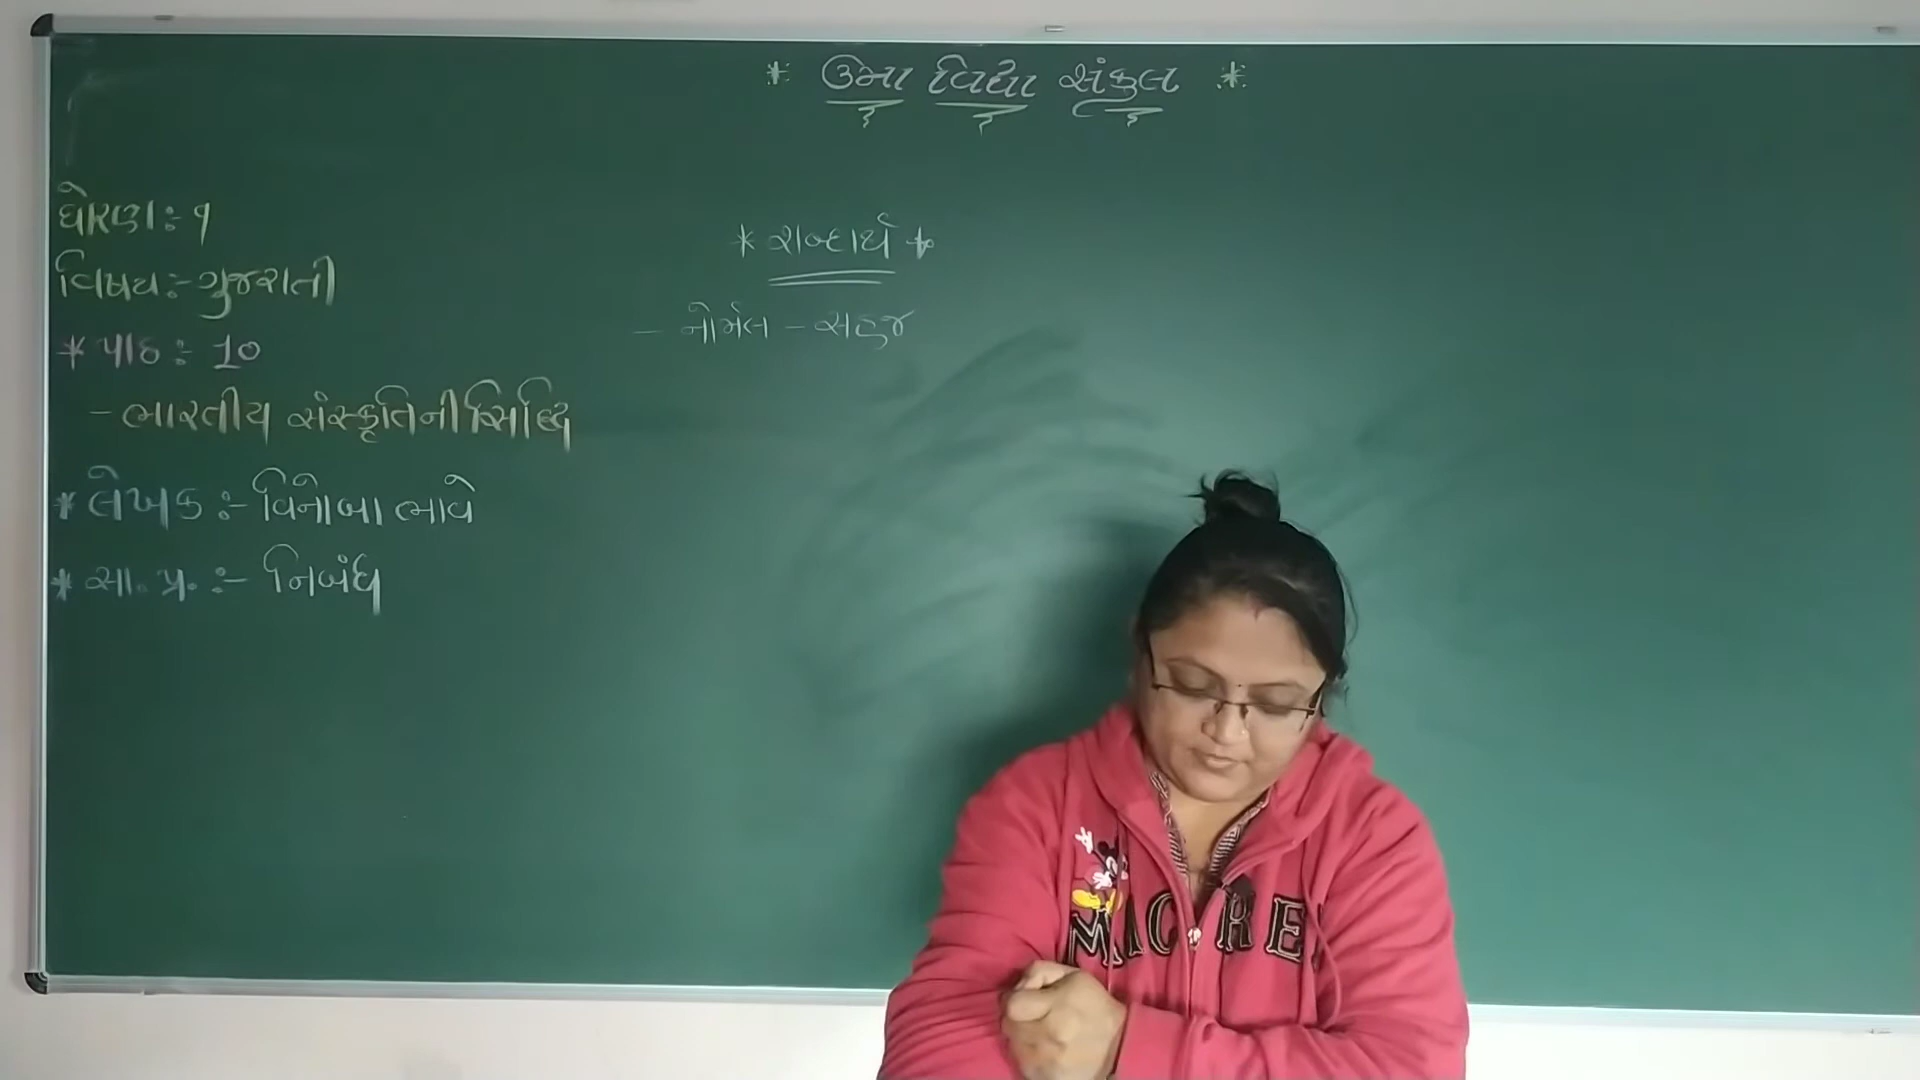 * ઉમા વિદ્યા સંકુલ *
ધોરણ:- ૧
વિષય:- ગુજરાતી
* પાઠ:- 10
- ભારતીય સંસ્કૃતિની સિદ્ધિ
* લેખક:- વિનોબા ભાવે
* સા. પ્ર. :- નિબંધ
* શબ્દાર્થ *
- નોર્મલ - સહજ